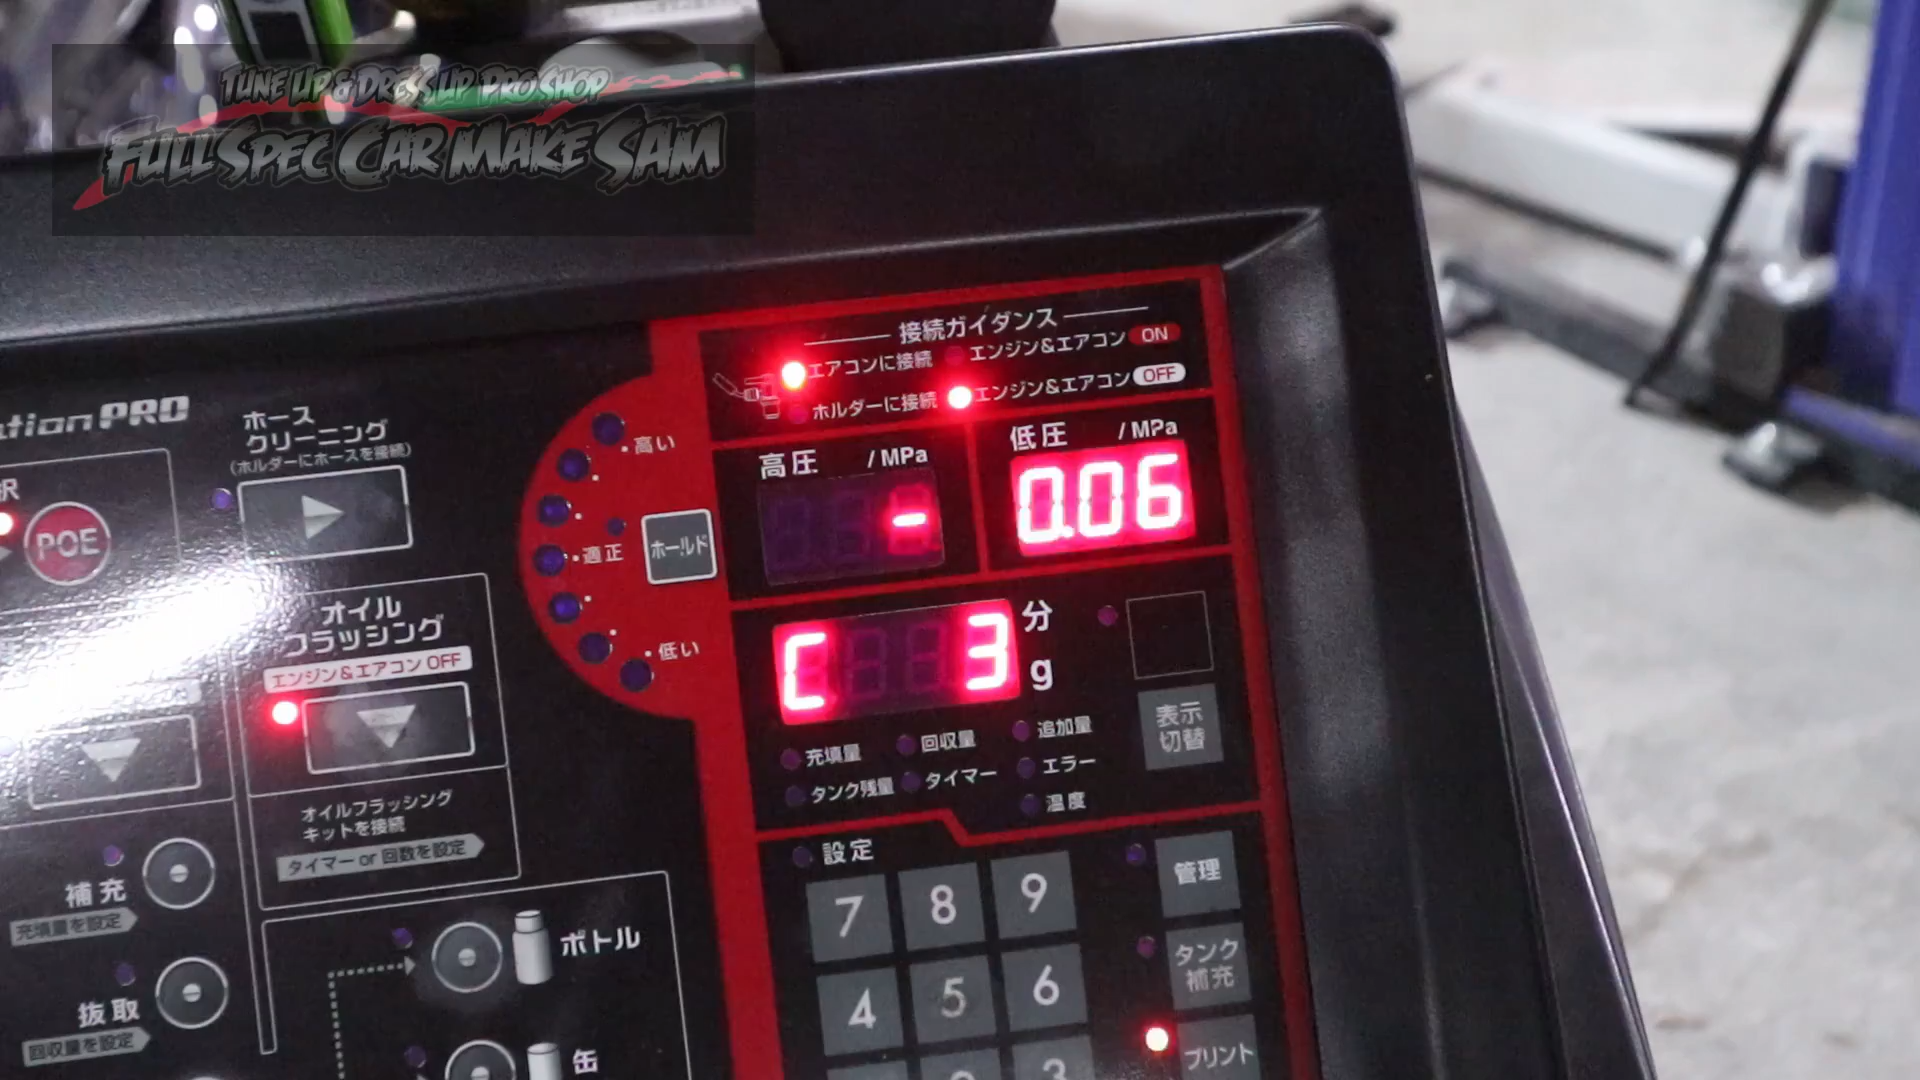 TUNE UP & DRESS UP PRO SHOP
FULL SPEC CAR MAKE SAM
接続ガイダンス
エアコンに接続
エンジン&エアコン ON
ホルダーに接続
エンジン&エアコン OFF
ation PRO
ホース
クリーニング
(ホルダーにホースを接続)
択
POE
高い
適正
低い
ホールド
高圧 /MPa
-
低圧 /MPa
0.06
C 3
分
g
オイル
フラッシング
エンジン&エアコン OFF
オイルフラッシング
キットを接続
タイマー or 回数を設定
充填量
回収量
追加量
タンク残量
タイマー
エラー
温度
表示
切替
補充
充填量を設定
抜取
回収量を設定
ボトル
缶
設定
7 8 9
4 5 6
3
管理
タンク
補充
プリント